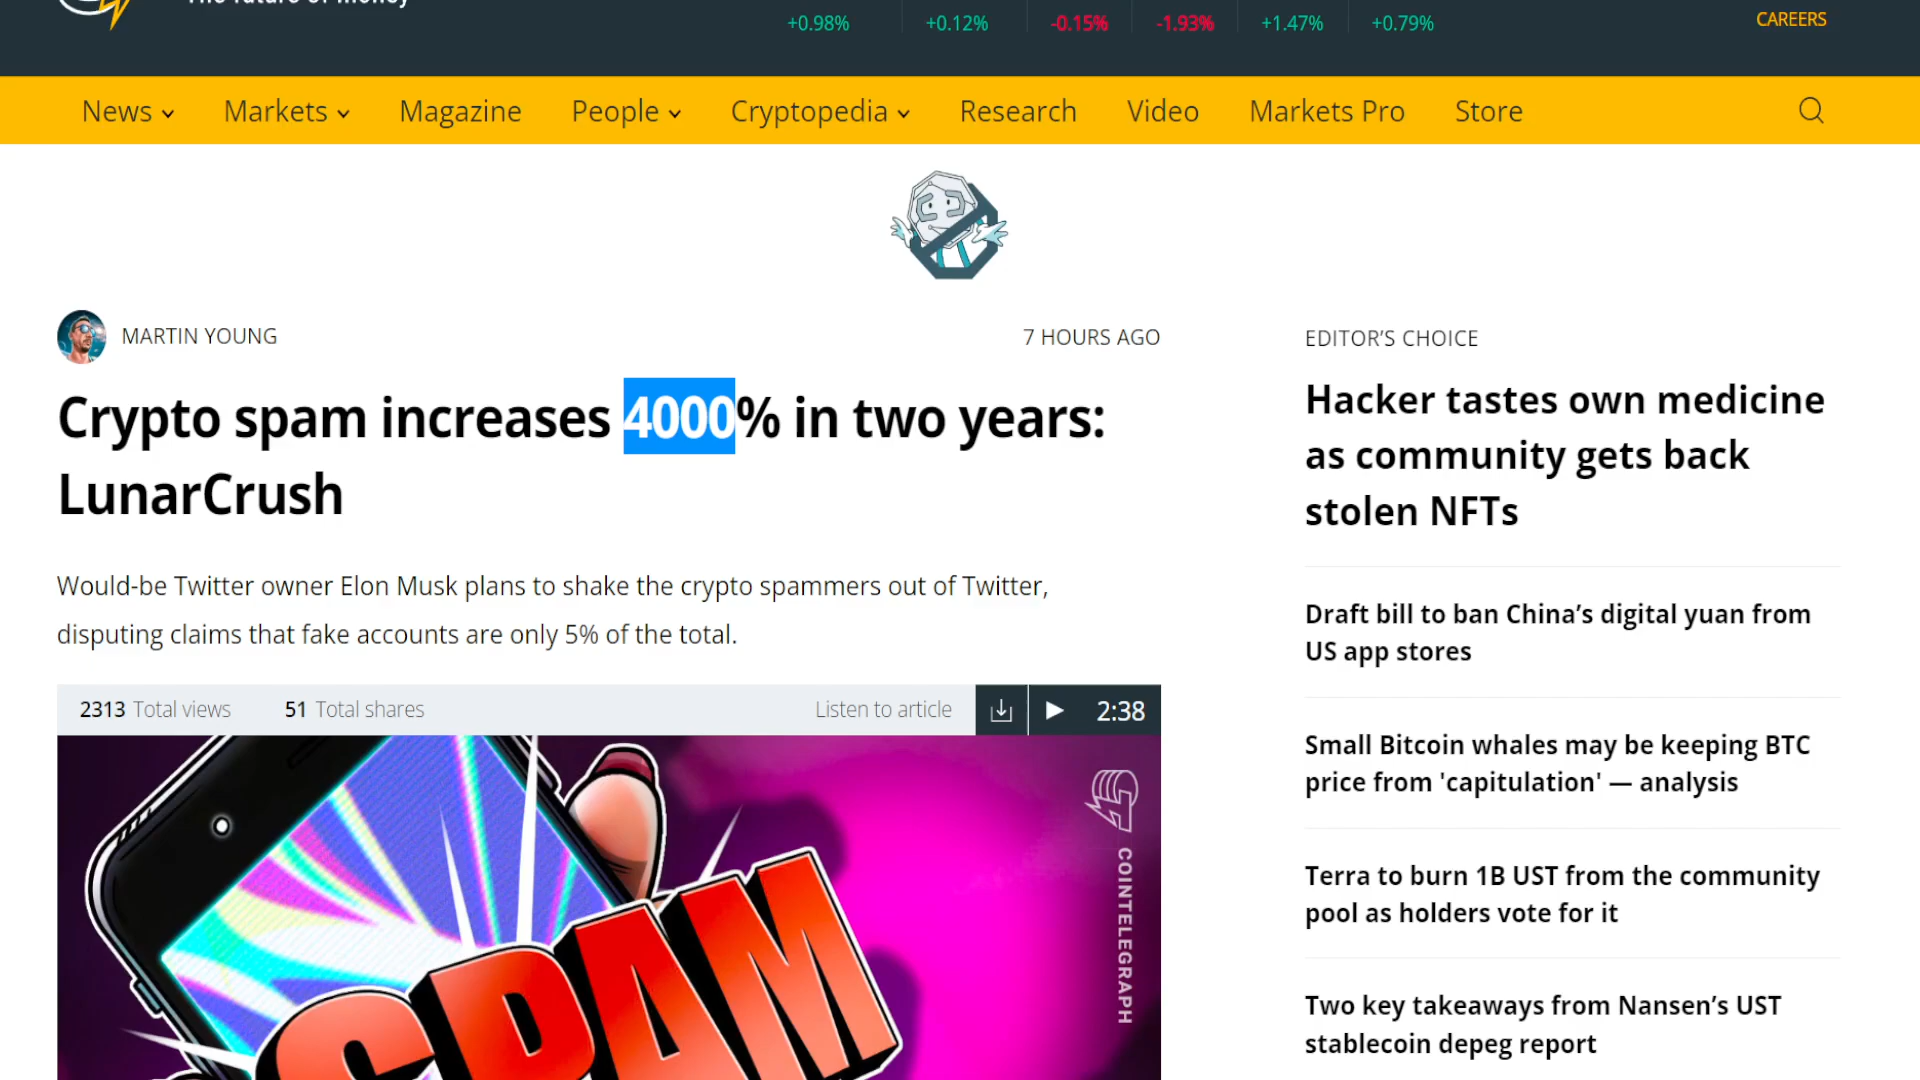 The future of money
+0.98% +0.12% -0.15% -1.93% +1.47% +0.79%
CAREERS
News Markets Magazine People Cryptopedia Research Video Markets Pro Store
MARTIN YOUNG
7 HOURS AGO
Crypto spam increases 4000% in two years:
LunarCrush
Would-be Twitter owner Elon Musk plans to shake the crypto spammers out of Twitter,
disputing claims that fake accounts are only 5% of the total.
2313 Total views 51 Total shares Listen to article 2:38
COINTELEGRAPH
SPAM
EDITOR’S CHOICE
Hacker tastes own medicine
as community gets back
stolen NFTs
Draft bill to ban China’s digital yuan from
US app stores
Small Bitcoin whales may be keeping BTC
price from 'capitulation' — analysis
Terra to burn 1B UST from the community
pool as holders vote for it
Two key takeaways from Nansen’s UST
stablecoin depeg report